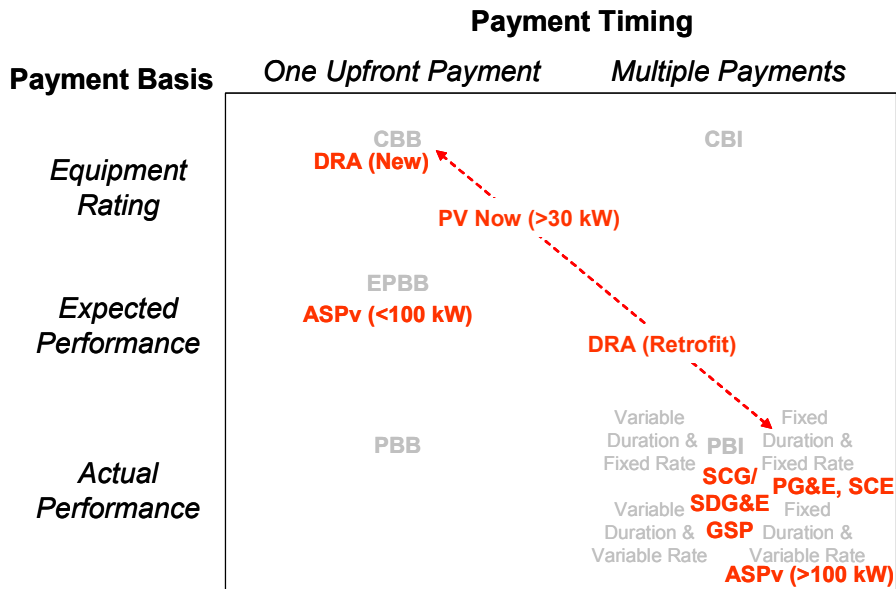 Payment Timing
Payment Basis
One Upfront Payment
Multiple Payments
Equipment
Rating
CBB
DRA (New)
CBI
PV Now (>30 kW)
Expected
Performance
EPBB
ASPv (<100 kW)
DRA (Retrofit)
Actual
Performance
PBB
Variable
Duration &
Fixed Rate
PBI
Fixed
Duration &
Fixed Rate
SCG/
SDG&E
GSP
PG&E, SCE
Variable
Duration &
Variable Rate
Fixed
Duration &
Variable Rate
ASPv (>100 kW)